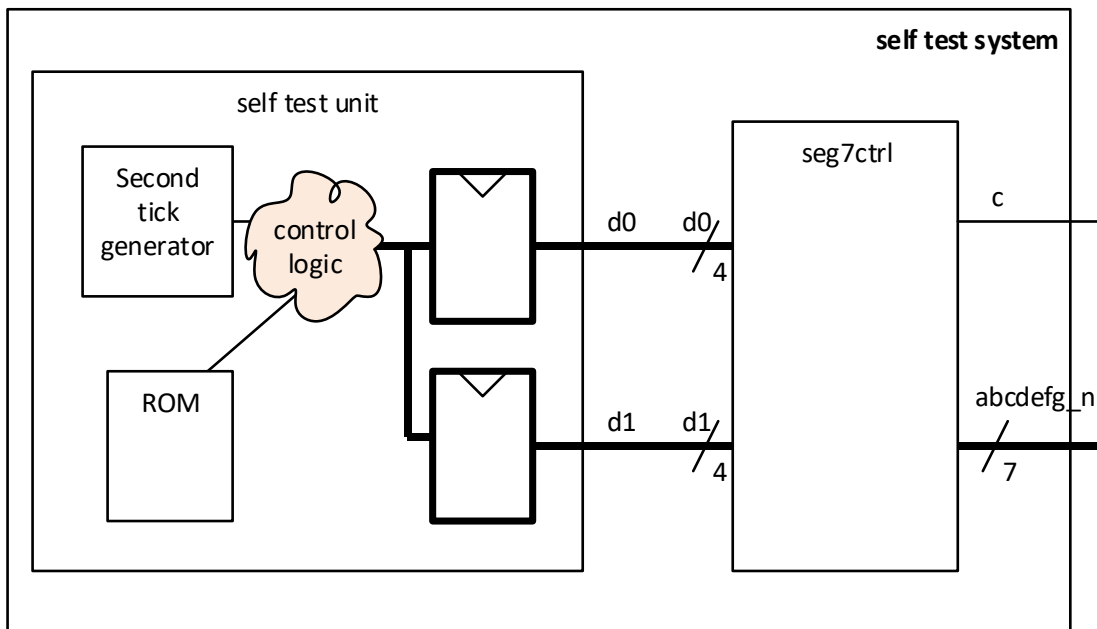 self test system
self test unit
Second
tick
generator
control
logic
ROM
d0
d0
4
d1
d1
4
seg7ctrl
c
abcdefg_n
7